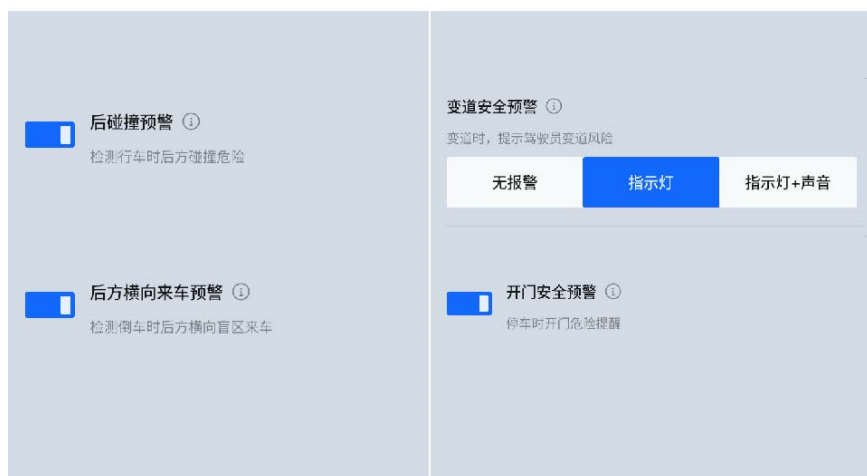 后碰撞预警
检测行车时后方碰撞危险
后方横向来车预警
检测倒车时后方横向盲区来车
变道安全预警
变道时，提示驾驶员变道风险
无报警 指示灯 指示灯+声音
开门安全预警
停车时开门危险提醒